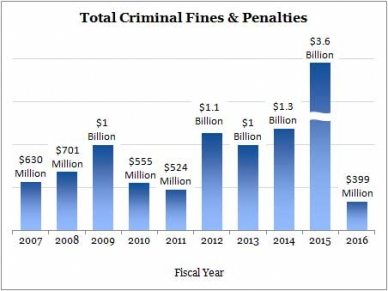 Total Criminal Fines & Penalties
$630
Million
$701
Million
$1
Billion
$555
Million
$524
Million
$1.1
Billion
$1
Billion
$1.3
Billion
$3.6
Billion
$399
Million
2007 2008 2009 2010 2011 2012 2013 2014 2015 2016
Fiscal Year